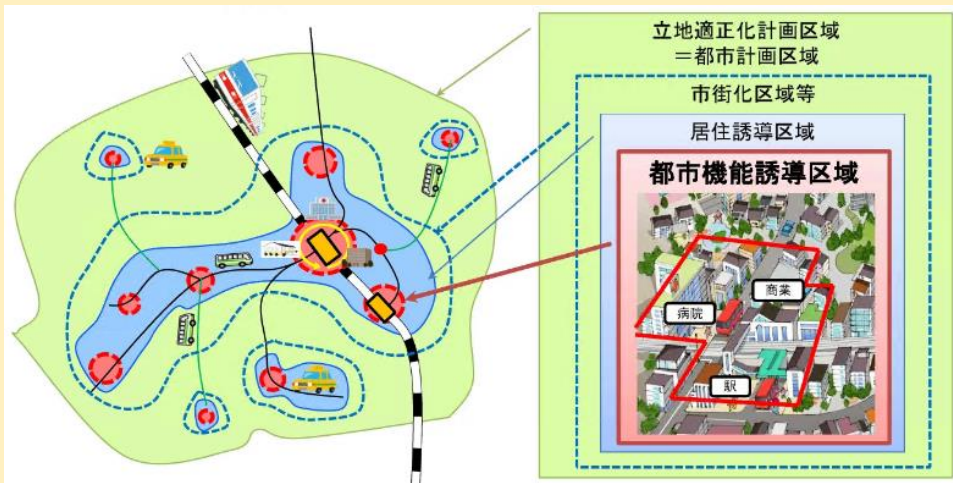 立地適正化計画区域
=都市計画区域
市街化区域等
居住誘導区域
都市機能誘導区域
商業
病院
駅